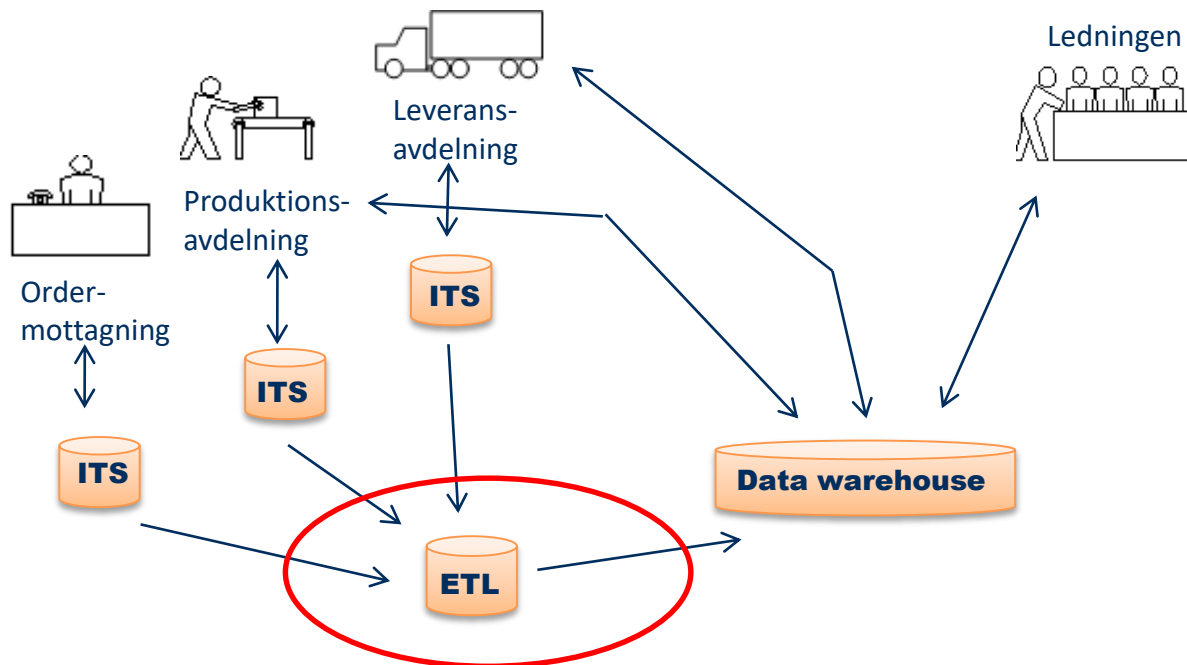 Ledningen
Leverans-
avdelning
Produktions-
avdelning
Order-
mottagning
ITS
ITS
ITS
Data warehouse
ETL